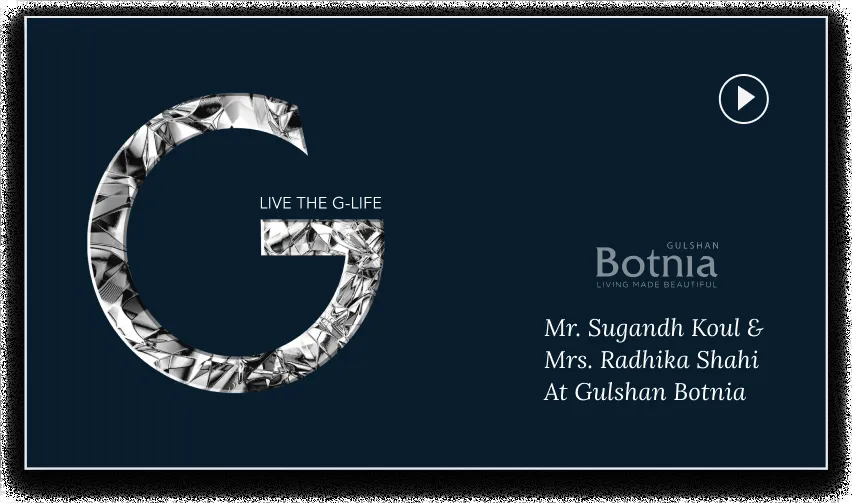 G
LIVE THE G-LIFE
GULSHAN
Botnia
LIVING MADE BEAUTIFUL
Mr. Sugandh Koul &
Mrs. Radhika Shahi
At Gulshan Botnia